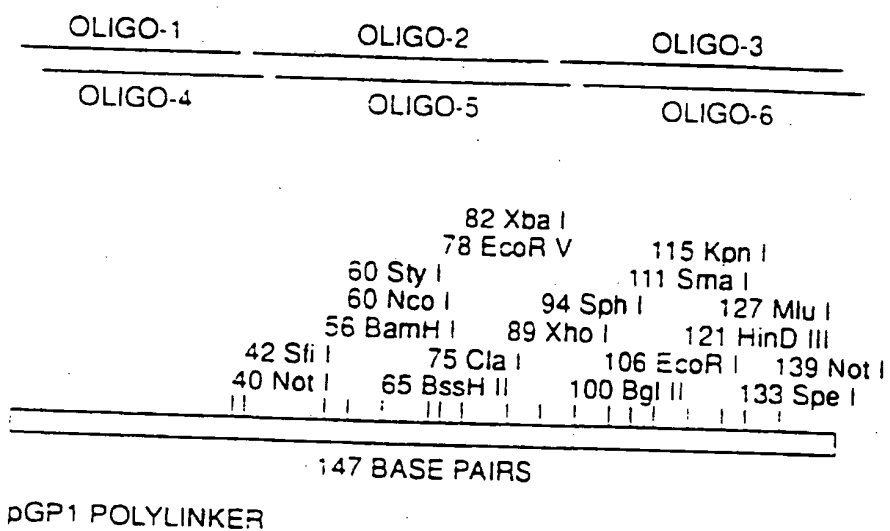 OLIGO-1 OLIGO-2 OLIGO-3
OLIGO-4 OLIGO-5 OLIGO-6
82 Xba I
78 EcoR V 115 Kpn I
60 Sty I 111 Sma I
60 Nco I 94 Sph I 127 Mlu I
56 BamH I 89 Xho I 121 HinD III
42 Sfi I 75 Cla I 106 EcoR I 139 Not I
40 Not I 65 BssH II 100 Bgl II 133 Spe I
147 BASE PAIRS
pGP1 POLYLINKER